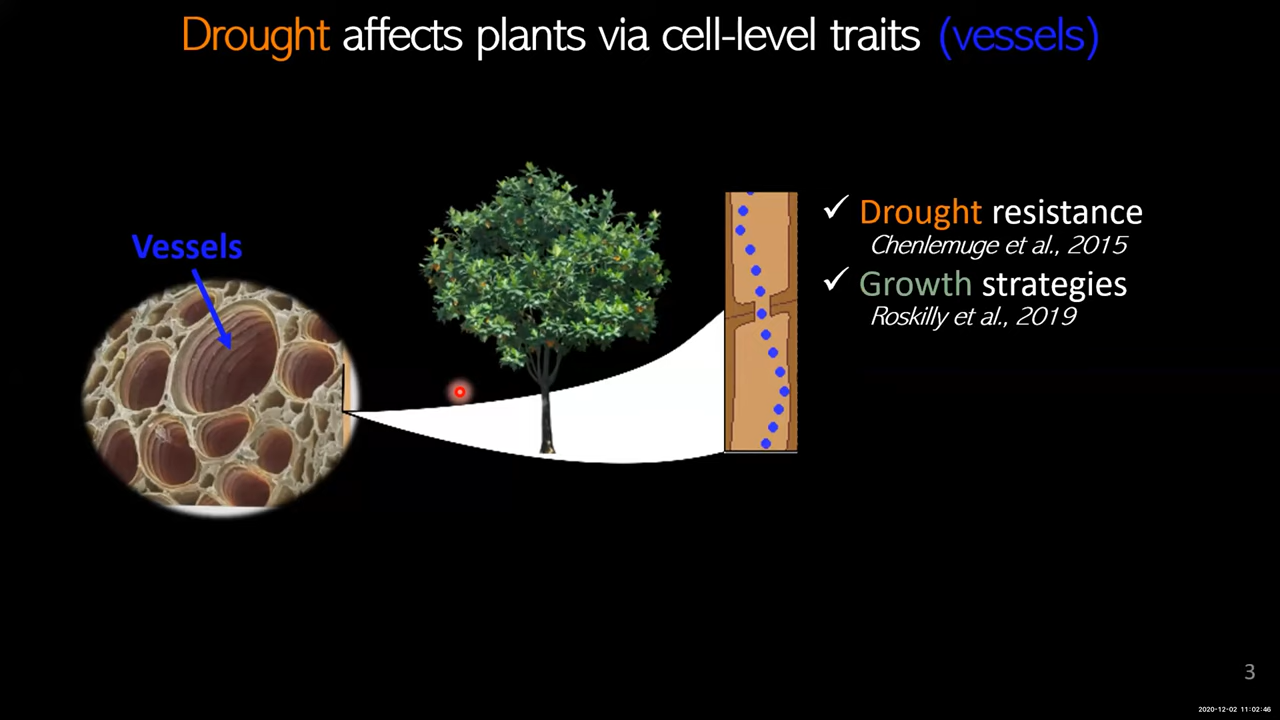 Drought affects plants via cell-level traits (vessels)
Vessels
✓ Drought resistance
Chenlemuge et al., 2015
✓ Growth strategies
Roskilly et al., 2019
3
2020-12-02 11:02:46